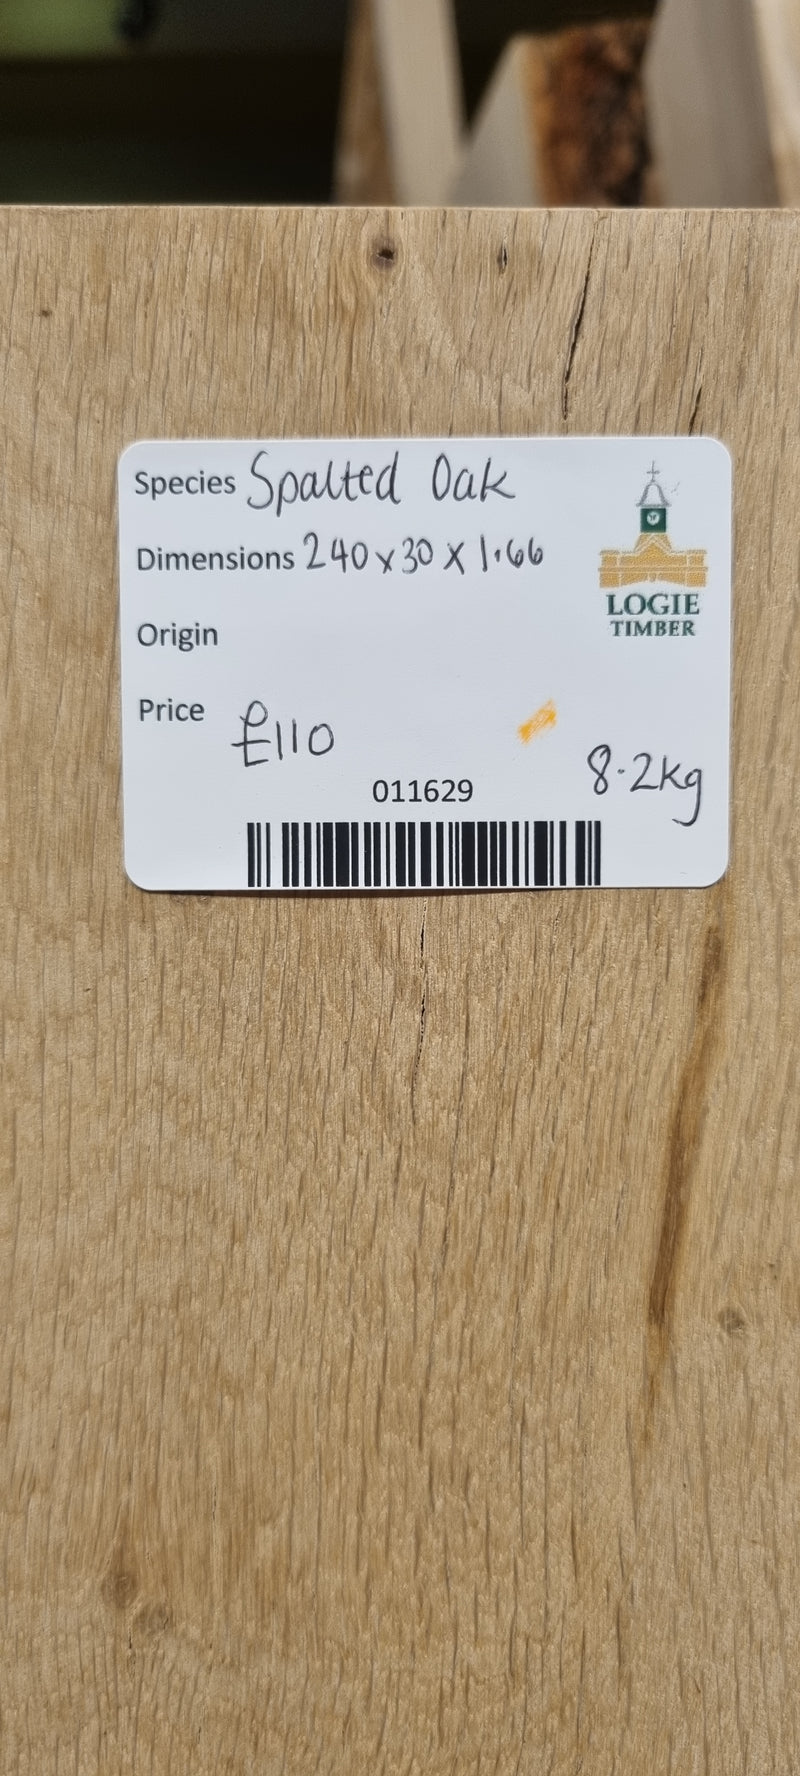 Species Spalted Oak
Dimensions 240 x 30 x 1.66
LOGIE
TIMBER
Origin
Price £110
8.2kg
011629